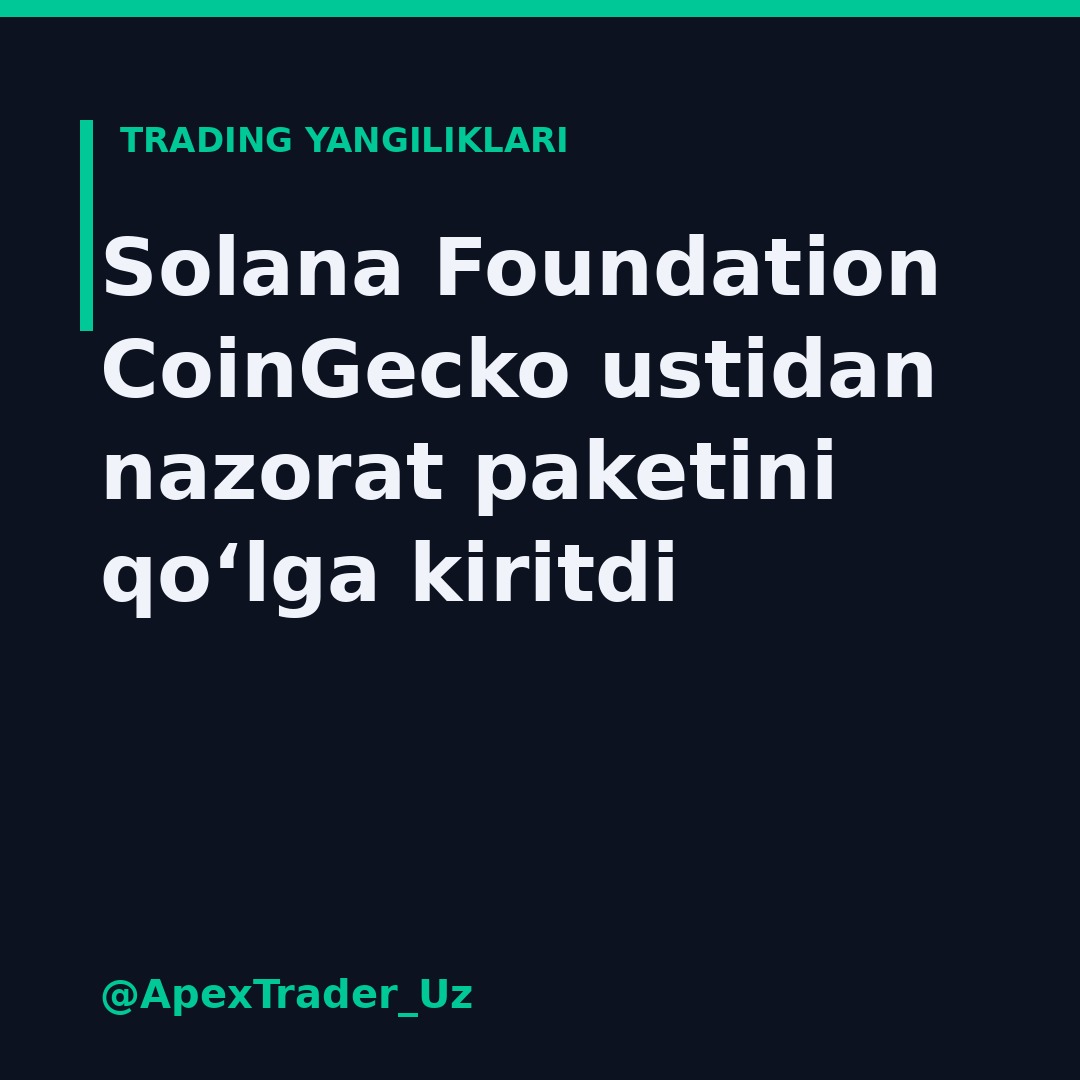 TRADING YANGILIKLARI
Solana Foundation
CoinGecko ustidan
nazorat paketini
qo‘lga kiritdi
@ApexTrader_Uz